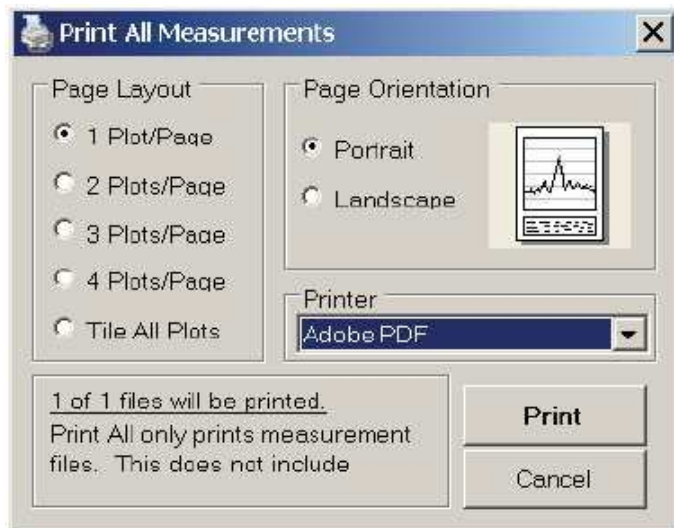 Print All Measurements
Page Layout
1 Plot/Page
2 Plots/Page
3 Plots/Page
4 Plots/Page
Tile All Plots
Page Orientation
Portrait
Landscape
Printer
Adobe PDF
1 of 1 files will be printed.
Print All only prints measurement
files. This does not include
Print
Cancel